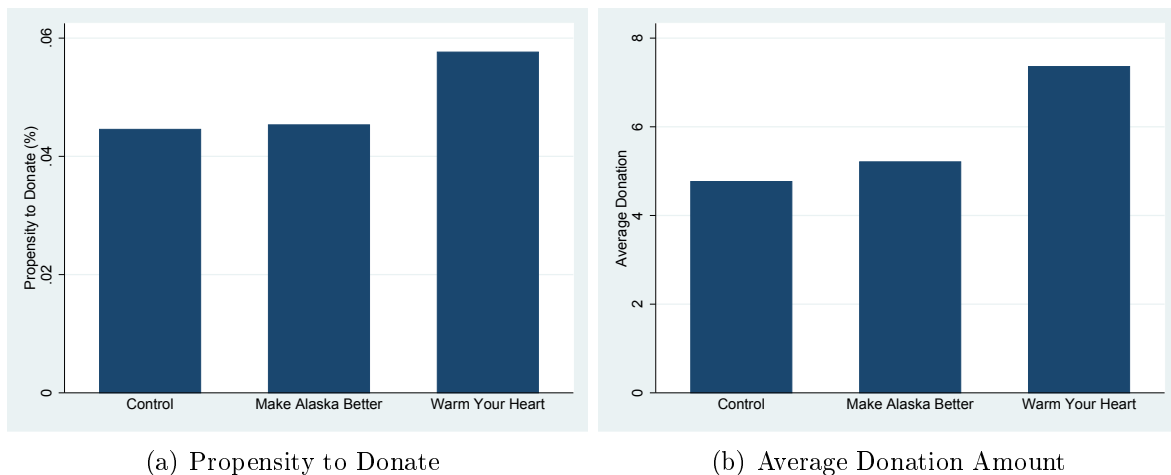 Propensity to Donate (%)
.06
.04
.02
0
Control Make Alaska Better Warm Your Heart
(a) Propensity to Donate
Average Donation
8
6
4
2
0
Control Make Alaska Better Warm Your Heart
(b) Average Donation Amount